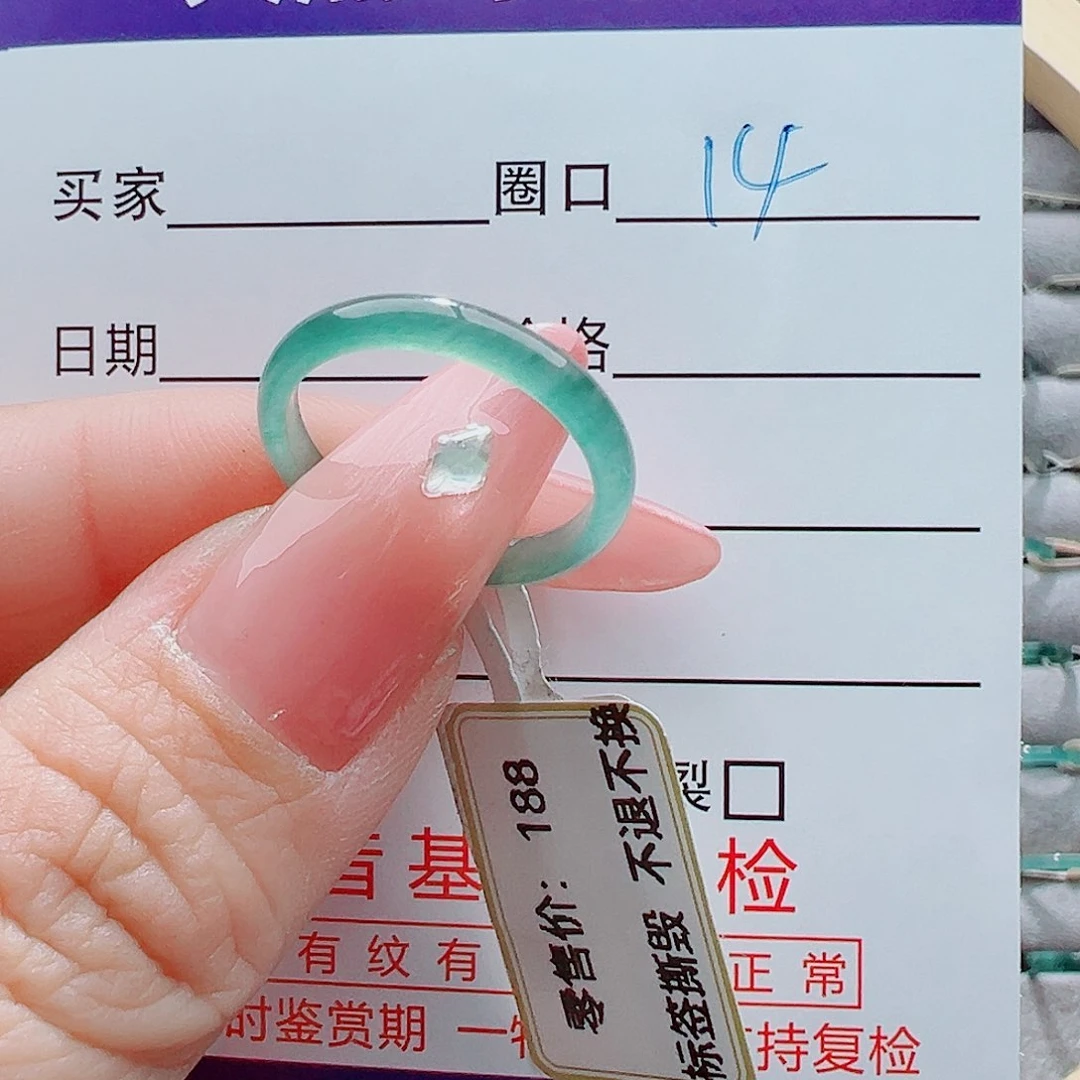 买家 圈口 14
日期 格
裂
基 检
有纹有 正常
时鉴赏期 一 持复检
零售价: 188
标签撕毁 不退不换